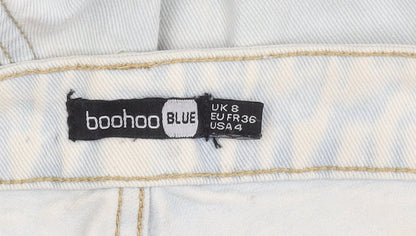 boohoo BLUE
UK 8
EU FR 36
USA 4